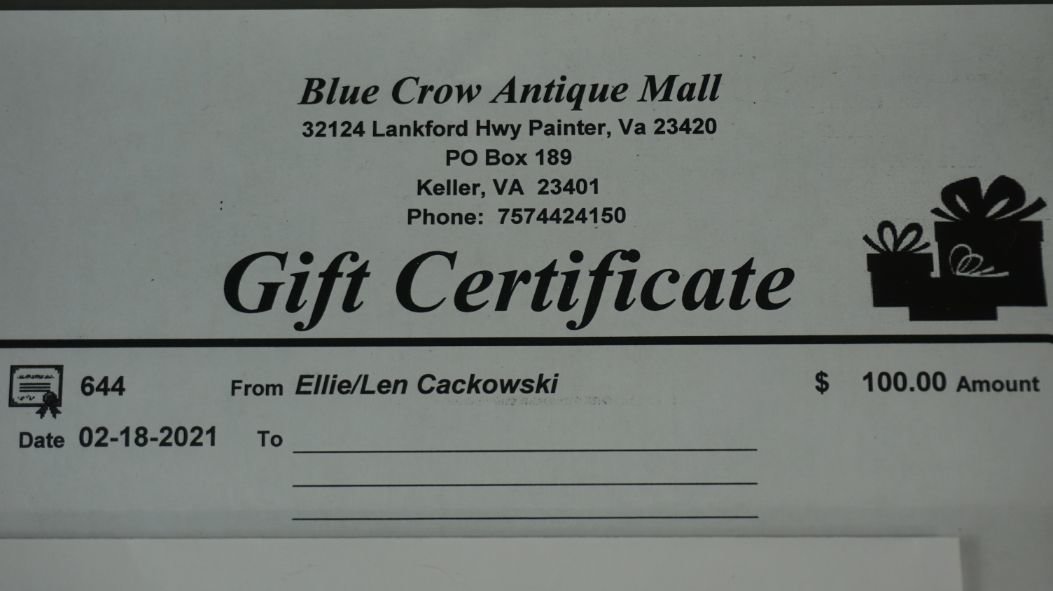 Blue Crow Antique Mall
32124 Lankford Hwy Painter, Va 23420
PO Box 189
Keller, VA 23401
Phone: 7574424150
Gift Certificate
644 From Ellie/Len Cackowski $ 100.00 Amount
Date 02-18-2021 To